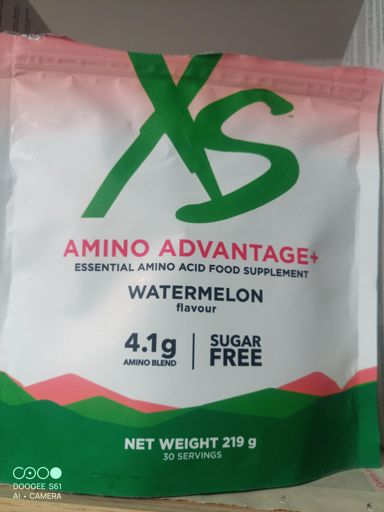 XS
AMINO ADVANTAGE+
ESSENTIAL AMINO ACID FOOD SUPPLEMENT
WATERMELON
flavour
4.1g
AMINO BLEND
SUGAR
FREE
NET WEIGHT 219 g
30 SERVINGS
DOOGEE S61
AI • CAMERA